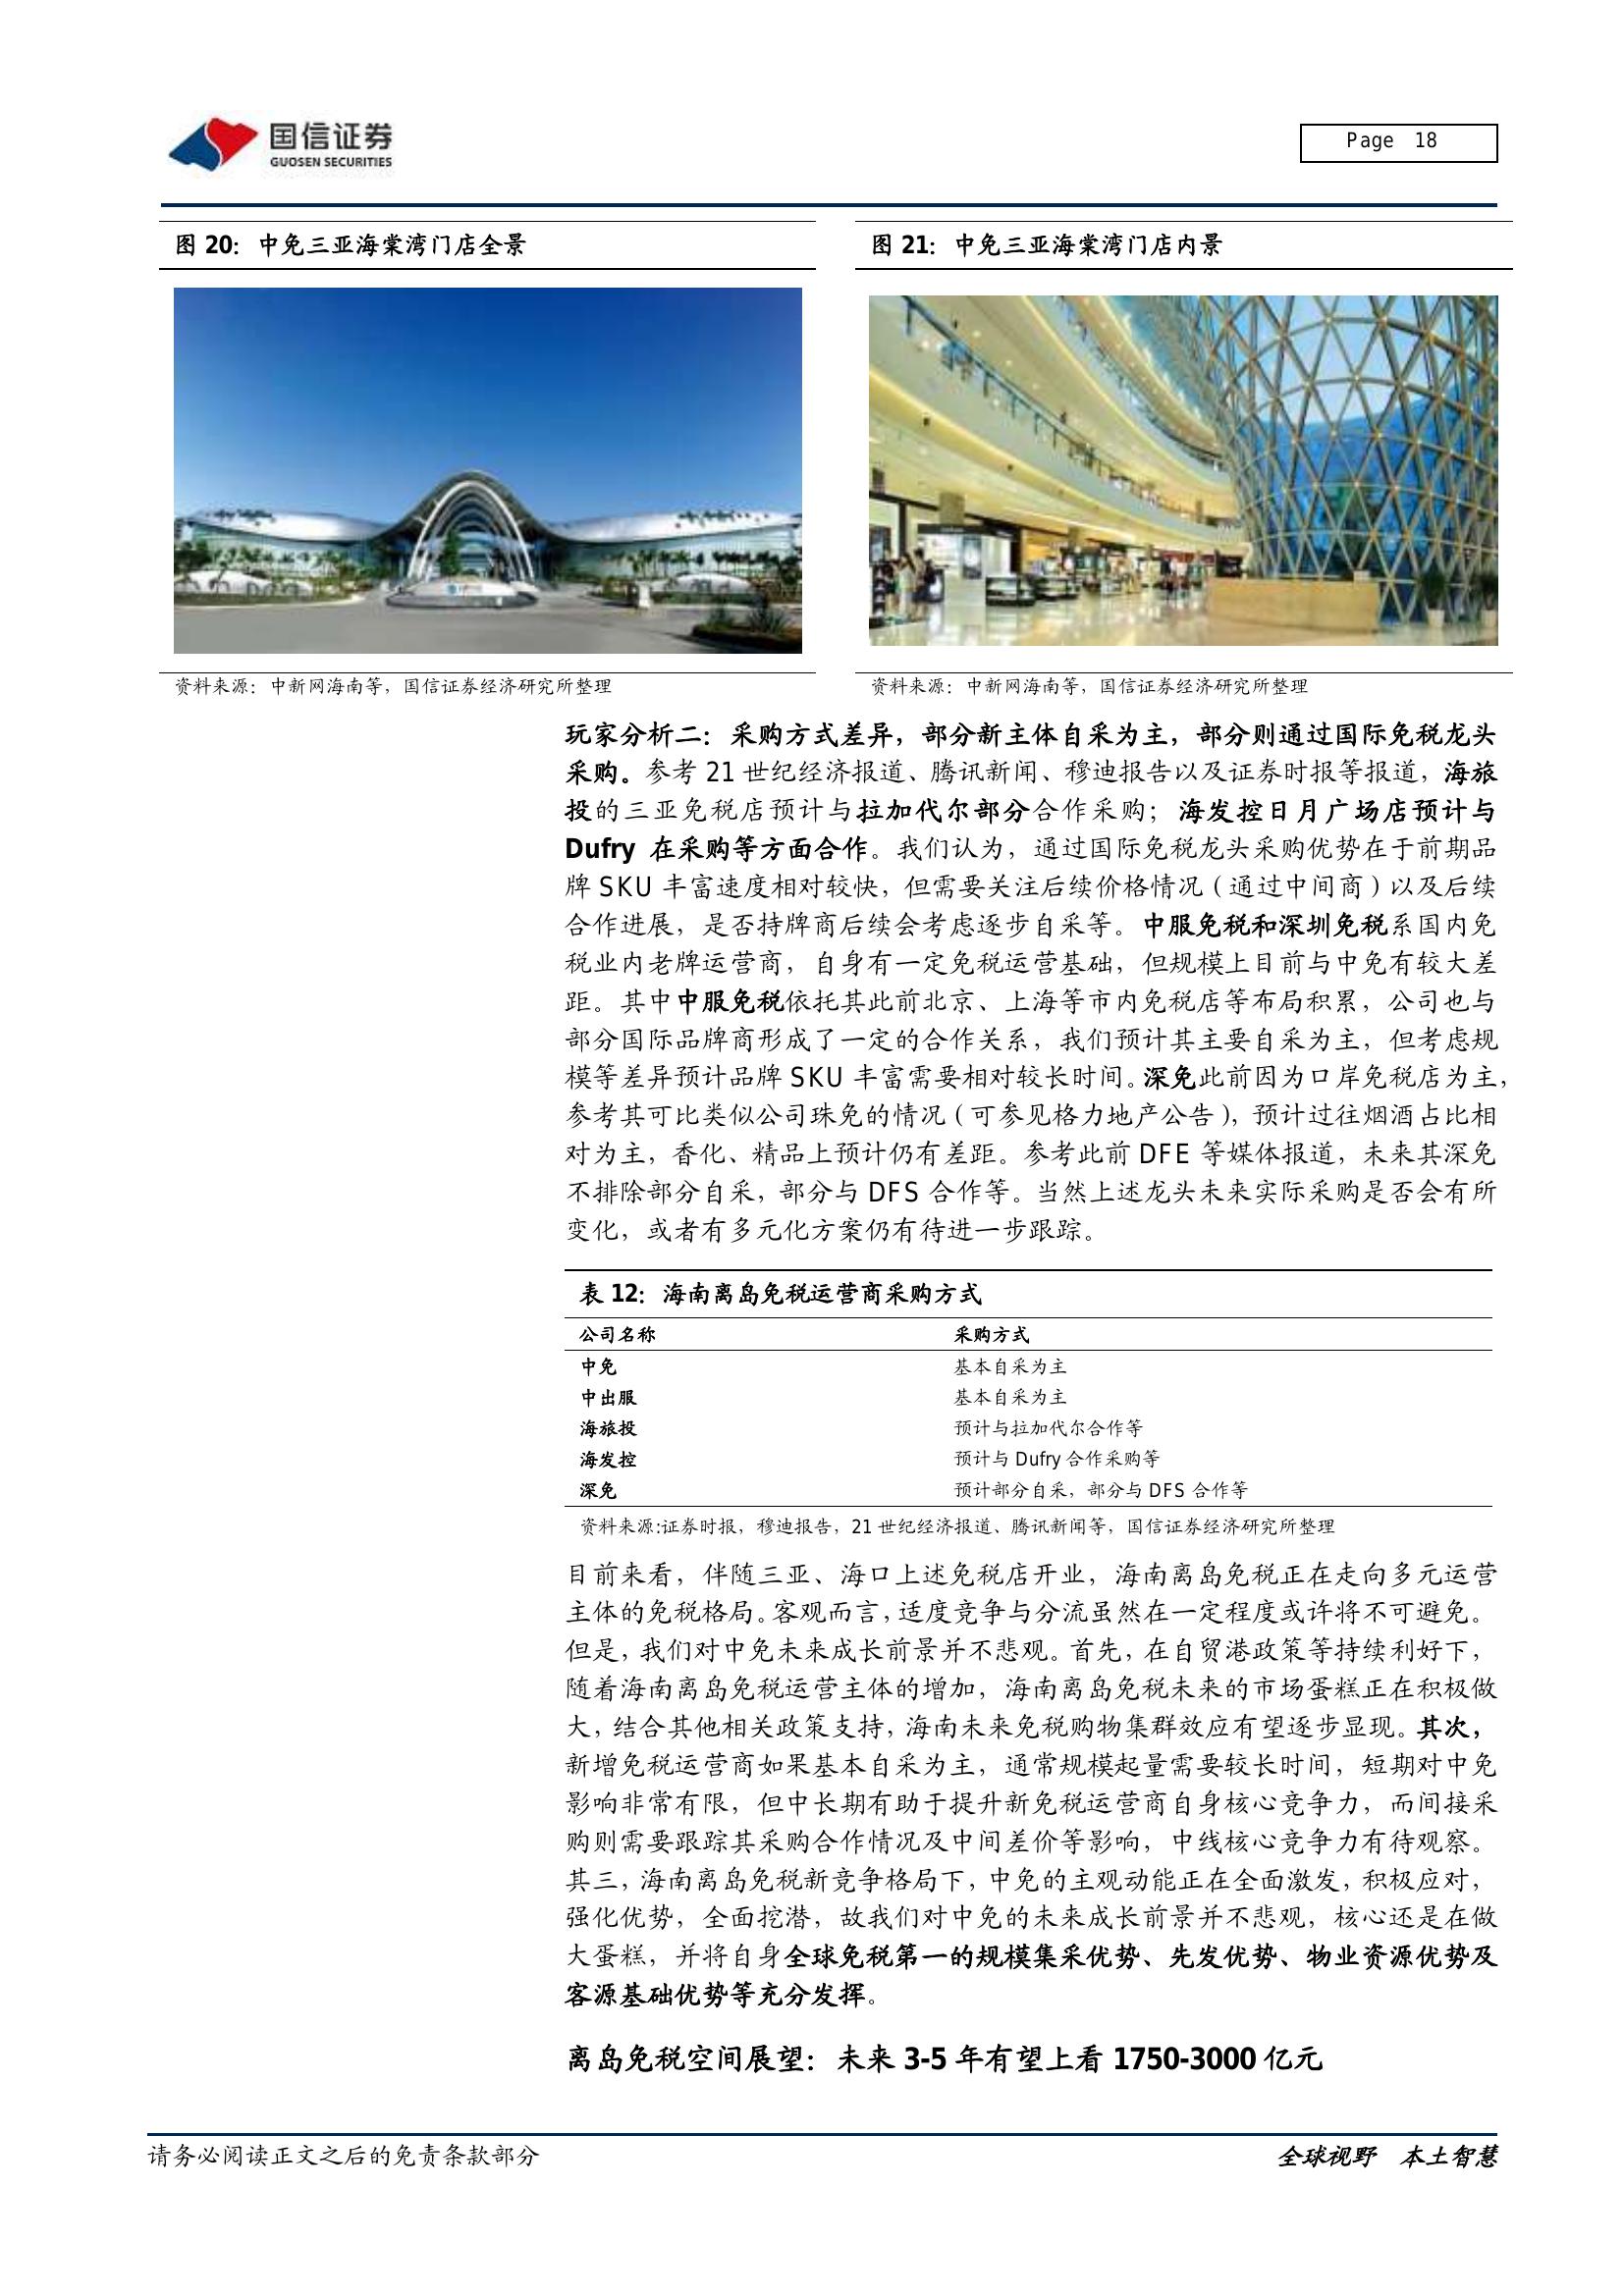 国信证券
GUOSEN SECURITIES
Page 18
图 20：中免三亚海棠湾门店全景
图 21：中免三亚海棠湾门店内景
资料来源：中新网海南等，国信证券经济研究所整理
资料来源：中新网海南等，国信证券经济研究所整理
玩家分析二：采购方式差异，部分新主体自采为主，部分则通过国际免税龙头
采购。参考 21 世纪经济报道、腾讯新闻、穆迪报告以及证券时报等报道，海旅
投的三亚免税店预计与拉加代尔部分合作采购；海发控日月广场店预计与
Dufry 在采购等方面合作。我们认为，通过国际免税龙头采购优势在于前期品
牌 SKU 丰富速度相对较快，但需要关注后续价格情况（通过中间商）以及后续
合作进展，是否持牌商后续会考虑逐步自采等。中服免税和深圳免税系国内免
税业内老牌运营商，自身有一定免税运营基础，但规模上目前与中免有较大差
距。其中中服免税依托其此前北京、上海等市内免税店等布局积累，公司也与
部分国际品牌商形成了一定的合作关系，我们预计其主要自采为主，但考虑规
模等差异预计品牌 SKU 丰富需要相对较长时间。深免此前因为口岸免税店为主，
参考其可比类似公司珠免的情况（可参见格力地产公告），预计过往烟酒占比相
对为主，香化、精品上预计仍有差距。参考此前 DFE 等媒体报道，未来其深免
不排除部分自采，部分与 DFS 合作等。当然上述龙头未来实际采购是否会有所
变化，或者有多元化方案仍有待进一步跟踪。
表 12：海南离岛免税运营商采购方式
公司名称 采购方式
中免 基本自采为主
中出服 基本自采为主
海旅投 预计与拉加代尔合作等
海发控 预计与 Dufry 合作采购等
深免 预计部分自采，部分与 DFS 合作等
资料来源:证券时报，穆迪报告，21 世纪经济报道、腾讯新闻等，国信证券经济研究所整理
目前来看，伴随三亚、海口上述免税店开业，海南离岛免税正在走向多元运营
主体的免税格局。客观而言，适度竞争与分流虽然在一定程度或许将不可避免。
但是，我们对中免未来成长前景并不悲观。首先，在自贸港政策等持续利好下，
随着海南离岛免税运营主体的增加，海南离岛免税未来的市场蛋糕正在积极做
大，结合其他相关政策支持，海南未来免税购物集群效应有望逐步显现。其次，
新增免税运营商如果基本自采为主，通常规模起量需要较长时间，短期对中免
影响非常有限，但中长期有助于提升新免税运营商自身核心竞争力，而间接采
购则需要跟踪其采购合作情况及中间差价等影响，中线核心竞争力有待观察。
其三，海南离岛免税新竞争格局下，中免的主观动能正在全面激发，积极应对，
强化优势，全面挖潜，故我们对中免的未来成长前景并不悲观，核心还是在做
大蛋糕，并将自身全球免税第一的规模集采优势、先发优势、物业资源优势及
客源基础优势等充分发挥。
离岛免税空间展望：未来 3-5 年有望上看 1750-3000 亿元
请务必阅读正文之后的免责条款部分
全球视野 本土智慧